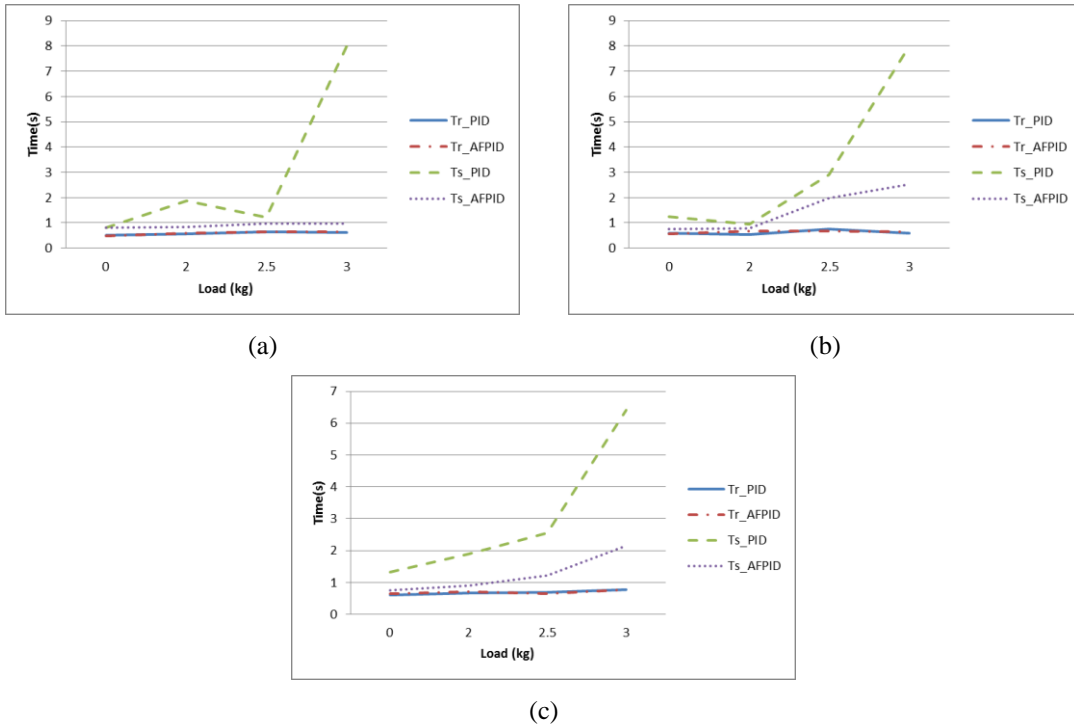 9
8
7
6
5
4
3
2
1
0
Time(s)
0 2 2.5 3
Load (kg)
Tr_PID
Tr_AFPID
Ts_PID
Ts_AFPID
(a)
9
8
7
6
5
4
3
2
1
0
Time(s)
0 2 2.5 3
Load (kg)
Tr_PID
Tr_AFPID
Ts_PID
Ts_AFPID
(b)
7
6
5
4
3
2
1
0
Time(s)
0 2 2.5 3
Load (kg)
Tr_PID
Tr_AFPID
Ts_PID
Ts_AFPID
(c)